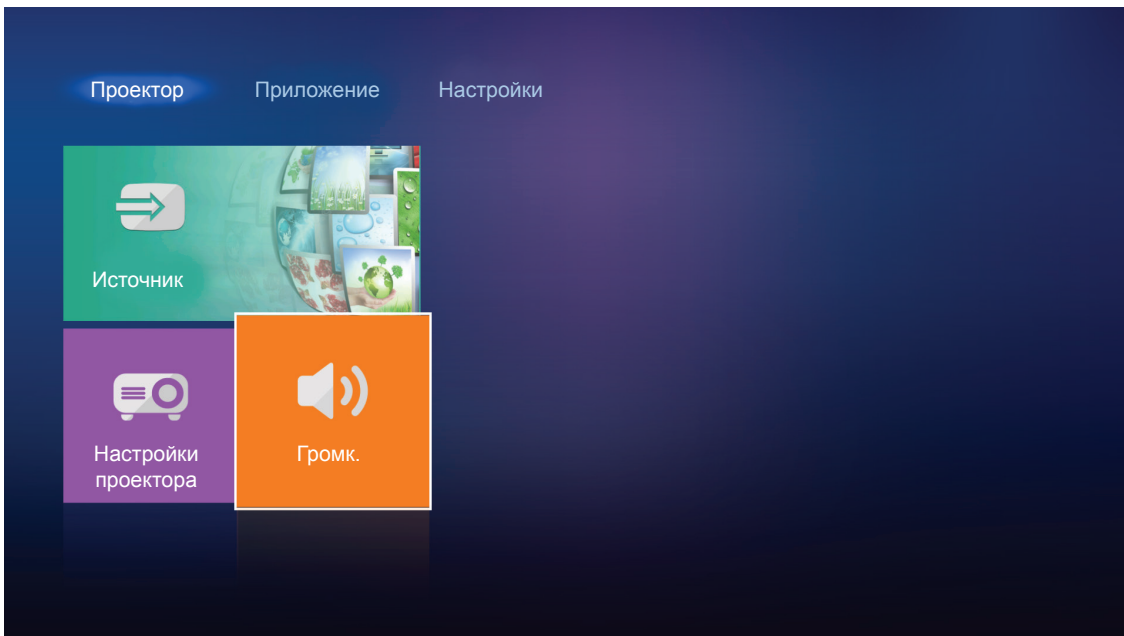 Проектор Приложение Настройки
Источник
Настройки
проектора
Громк.